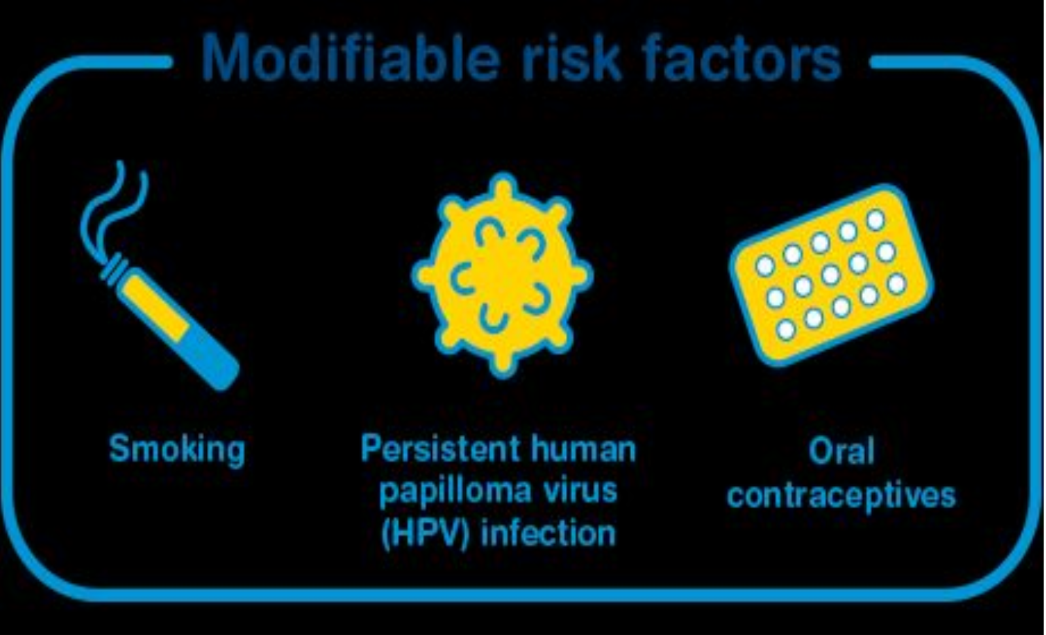 Modifiable risk factors
Smoking
Persistent human
papilloma virus
(HPV) infection
Oral
contraceptives